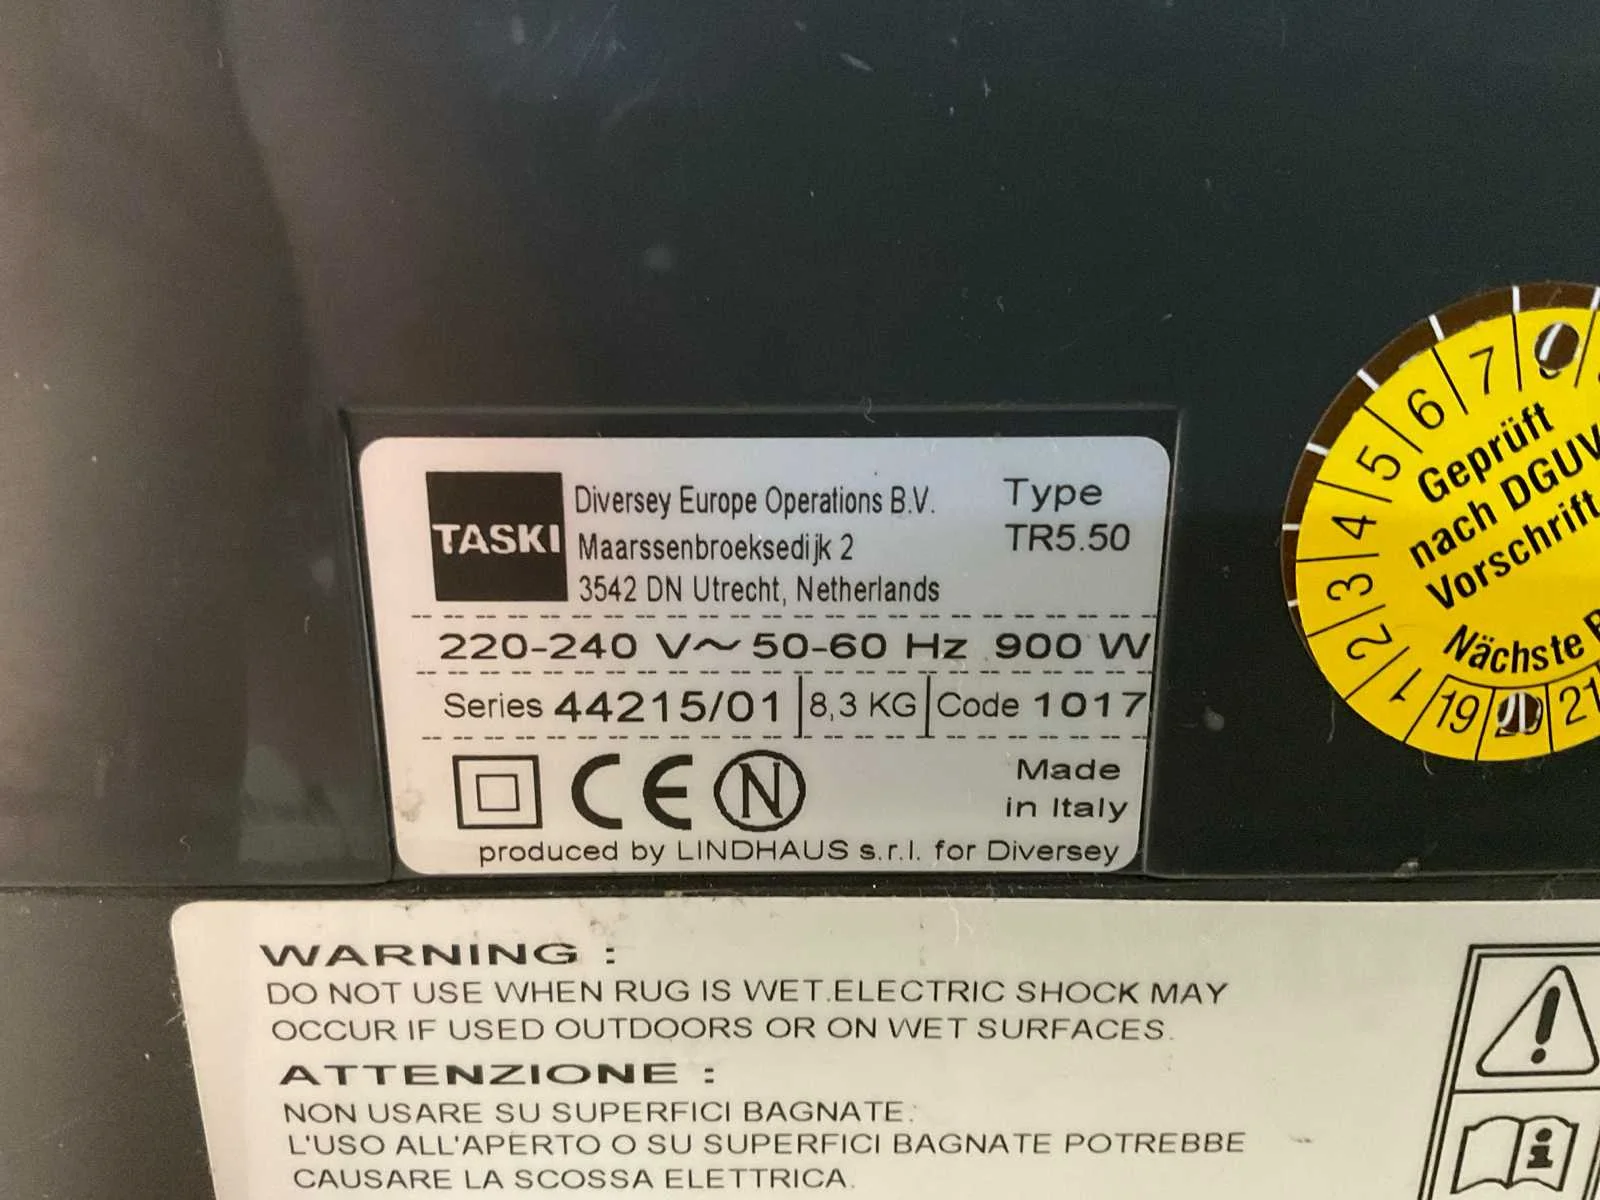 TASKI
Diversey Europe Operations B.V.
Maarssenbroeksedijk 2
3542 DN Utrecht, Netherlands
Type
TR5.50
220-240 V~ 50-60 Hz 900 W
Series 44215/01 8,3 KG Code 1017
CE N
Made
in Italy
produced by LINDHAUS s.r.l. for Diversey
1 2 3 4 5 6 7
Geprüft
nach DGUV
Vorschrift
Nächste
19 20 21
WARNING :
DO NOT USE WHEN RUG IS WET.ELECTRIC SHOCK MAY
OCCUR IF USED OUTDOORS OR ON WET SURFACES.
ATTENZIONE :
NON USARE SU SUPERFICI BAGNATE.
L'USO ALL'APERTO O SU SUPERFICI BAGNATE POTREBBE
CAUSARE LA SCOSSA ELETTRICA.